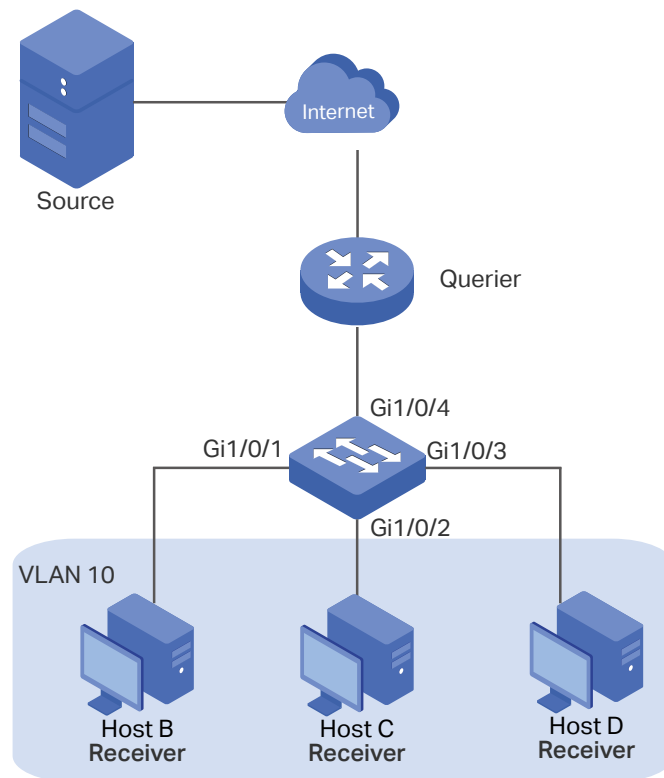 Internet
Source
Querier
Gi1/0/4
Gi1/0/1
Gi1/0/3
Gi1/0/2
VLAN 10
Host B
Receiver
Host C
Receiver
Host D
Receiver